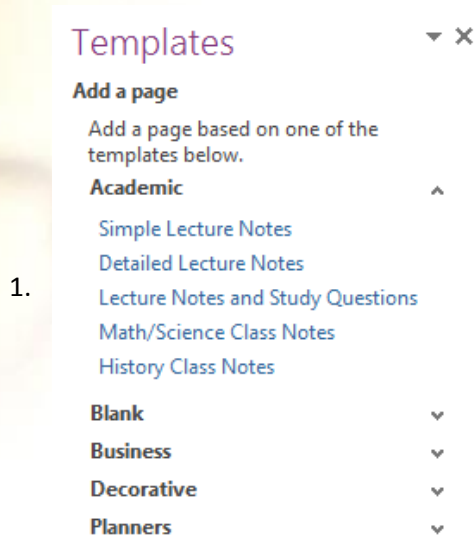 Templates
Add a page
Add a page based on one of the
templates below.
Academic
Simple Lecture Notes
Detailed Lecture Notes
1.
Lecture Notes and Study Questions
Math/Science Class Notes
History Class Notes
Blank
Business
Decorative
Planners